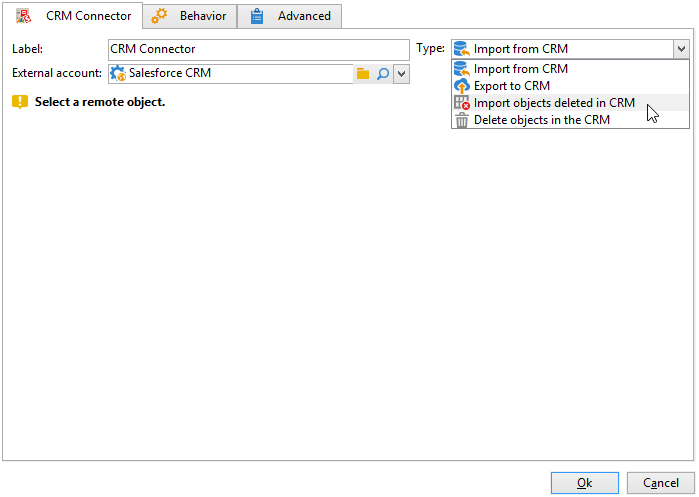 CRM Connector Behavior Advanced
Label: CRM Connector Type: Import from CRM
External account: Salesforce CRM
Import from CRM
Export to CRM
Import objects deleted in CRM
Delete objects in the CRM
Select a remote object.
Ok Cancel